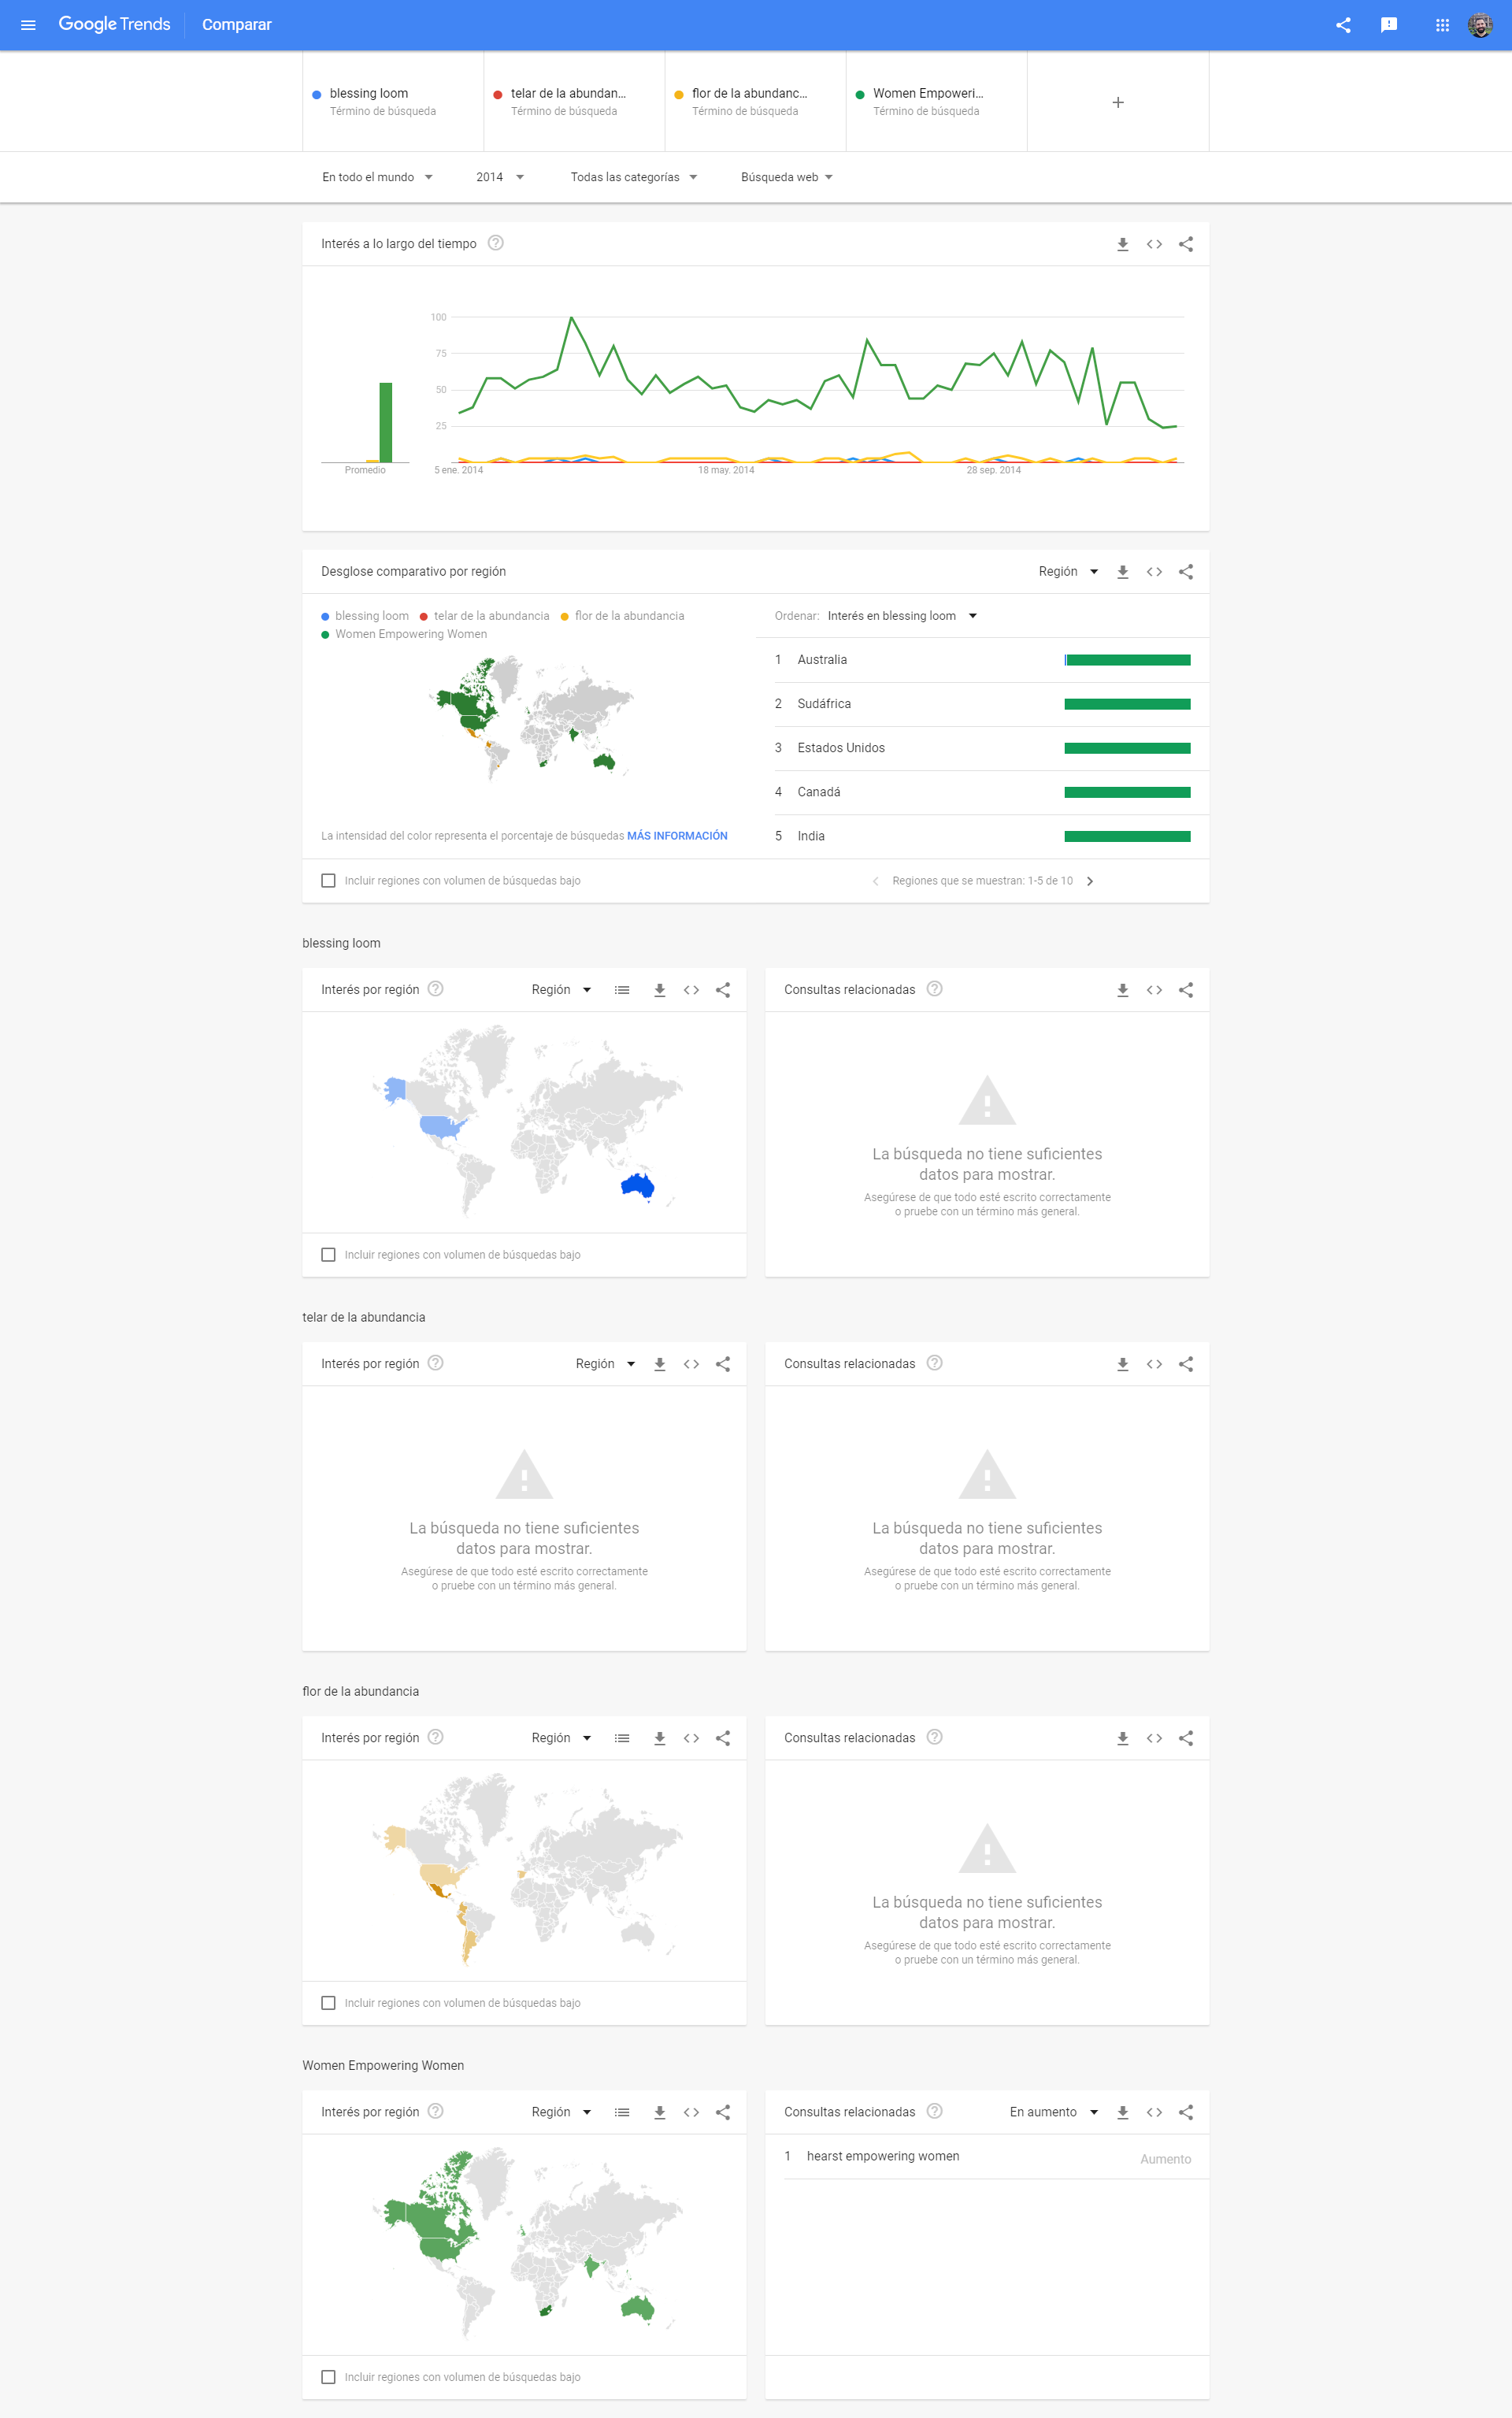 Google Trends
Comparar
blessing loom
Término de búsqueda
telar de la abundan...
Término de búsqueda
flor de la abundanc...
Término de búsqueda
Women Empoweri...
Término de búsqueda
En todo el mundo
2014
Todas las categorías
Búsqueda web
Interés a lo largo del tiempo
100
75
50
25
Promedio
5 ene. 2014
18 may. 2014
28 sep. 2014
Desglose comparativo por región
Región
blessing loom
telar de la abundancia
flor de la abundancia
Women Empowering Women
Ordenar: Interés en blessing loom
1 Australia
2 Sudáfrica
3 Estados Unidos
4 Canadá
5 India
La intensidad del color representa el porcentaje de búsquedas MÁS INFORMACIÓN
Incluir regiones con volumen de búsquedas bajo
Regiones que se muestran: 1-5 de 10
blessing loom
Interés por región
Región
Incluir regiones con volumen de búsquedas bajo
Consultas relacionadas
La búsqueda no tiene suficientes
datos para mostrar.
Asegúrese de que todo esté escrito correctamente
o pruebe con un término más general.
telar de la abundancia
Interés por región
Región
La búsqueda no tiene suficientes
datos para mostrar.
Asegúrese de que todo esté escrito correctamente
o pruebe con un término más general.
Consultas relacionadas
La búsqueda no tiene suficientes
datos para mostrar.
Asegúrese de que todo esté escrito correctamente
o pruebe con un término más general.
flor de la abundancia
Interés por región
Región
Incluir regiones con volumen de búsquedas bajo
Consultas relacionadas
La búsqueda no tiene suficientes
datos para mostrar.
Asegúrese de que todo esté escrito correctamente
o pruebe con un término más general.
Women Empowering Women
Interés por región
Región
Incluir regiones con volumen de búsquedas bajo
Consultas relacionadas
En aumento
1 hearst empowering women
Aumento